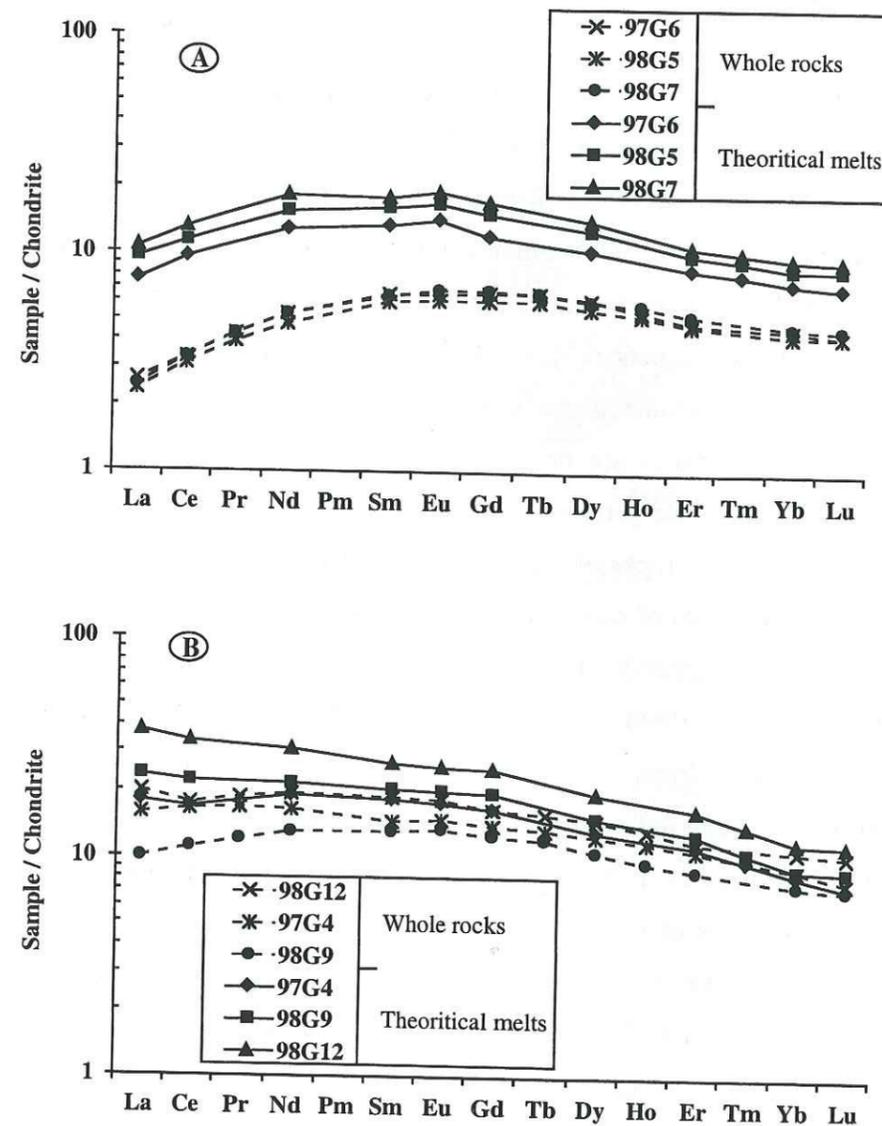 100
10
1
Sample / Chondrite
A
97G6
98G5
98G7
97G6
98G5
98G7
Whole rocks
Theoritical melts
La Ce Pr Nd Pm Sm Eu Gd Tb Dy Ho Er Tm Yb Lu
100
10
1
Sample / Chondrite
B
98G12
97G4
98G9
97G4
98G9
98G12
Whole rocks
Theoritical melts
La Ce Pr Nd Pm Sm Eu Gd Tb Dy Ho Er Tm Yb Lu